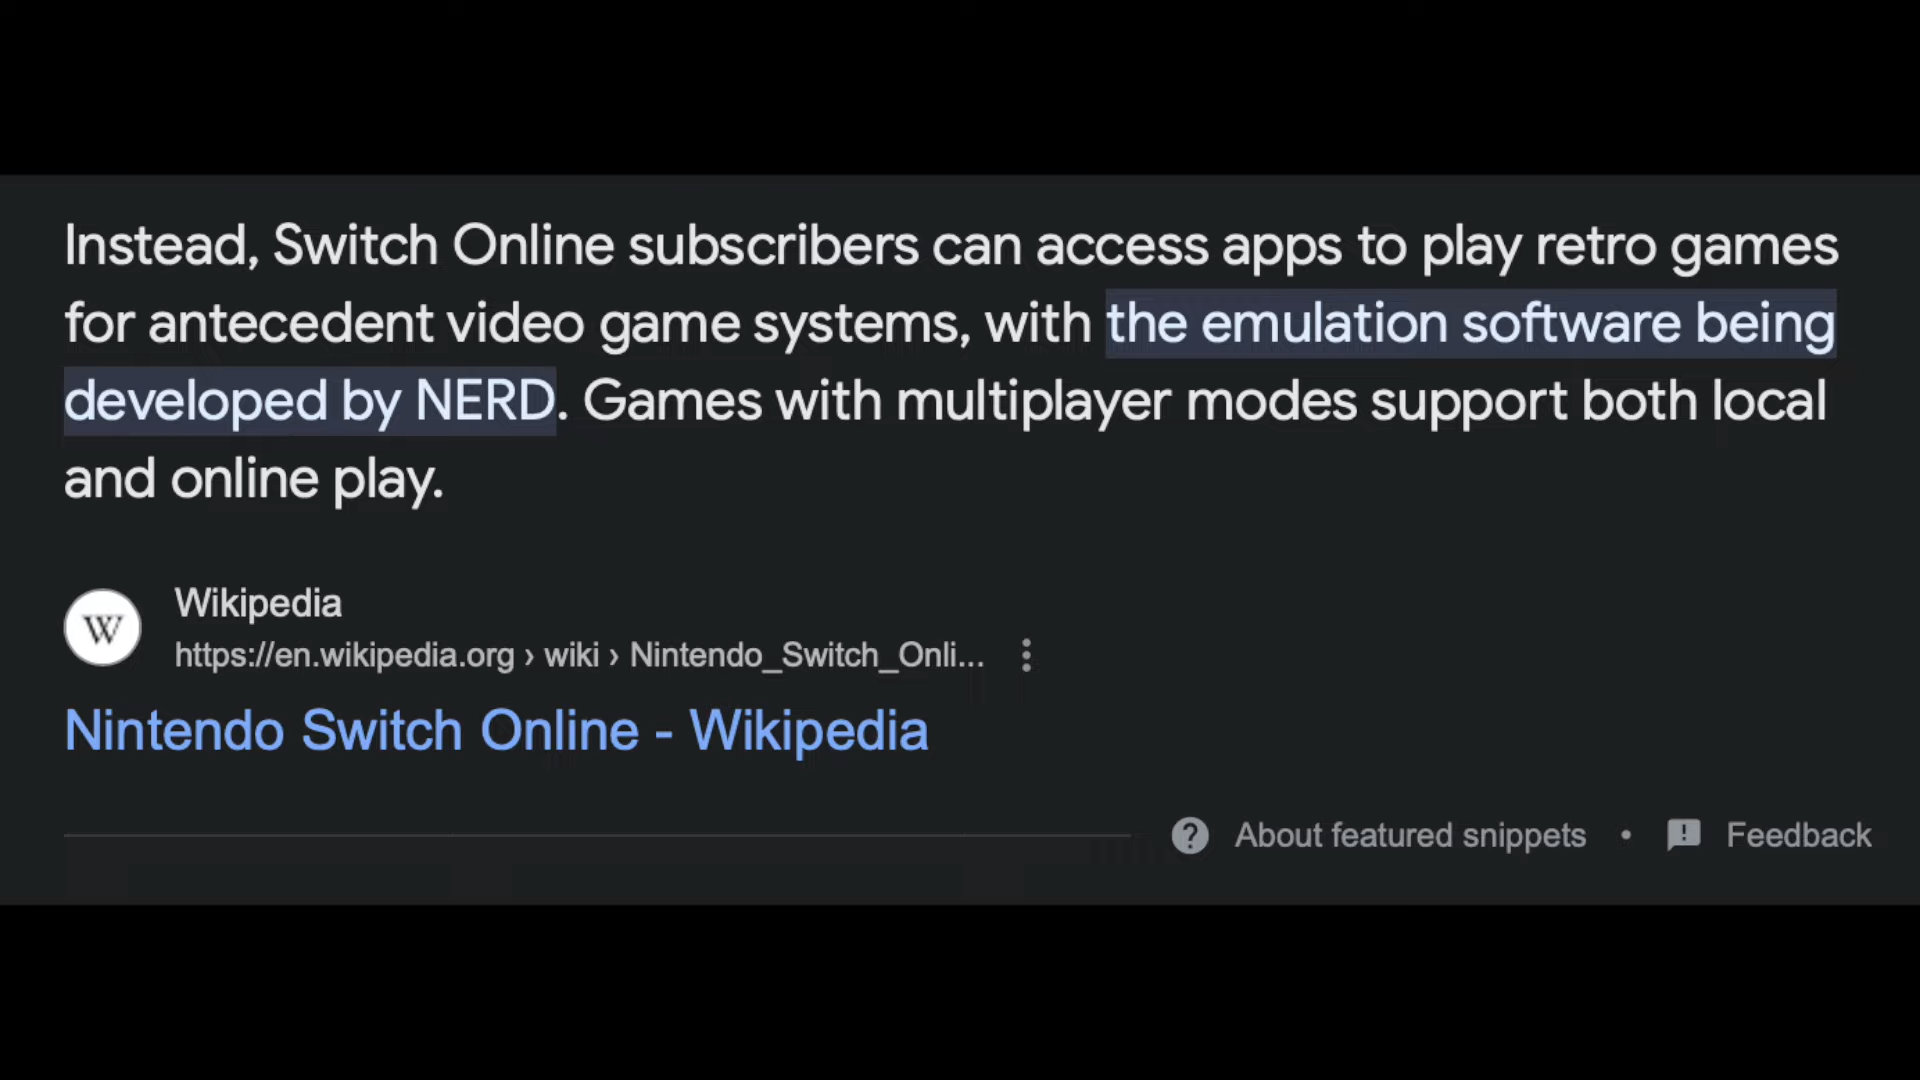 Instead, Switch Online subscribers can access apps to play retro games
for antecedent video game systems, with the emulation software being
developed by NERD. Games with multiplayer modes support both local
and online play.
W
Wikipedia
https://en.wikipedia.org › wiki › Nintendo_Switch_Onli...
Nintendo Switch Online - Wikipedia
About featured snippets • Feedback